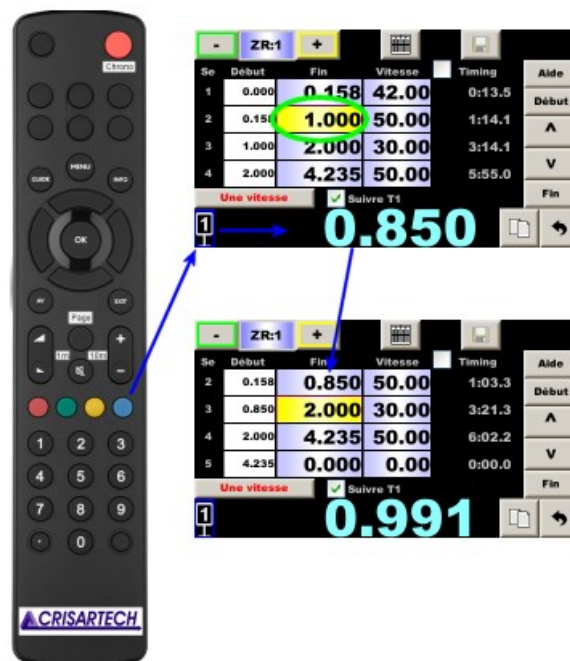 Chrono
GUIDE MENU INFO
OK
AV EXIT
Page
1m 10m
+
-
1 2 3
4 5 6
7 8 9
0
CRISARTECH
- ZR:1 +
Se Début Fin Vitesse Timing Aide
1 0.000 0.158 42.00 0:13.5 Début
2 0.158 1.000 50.00 1:14.1 ʌ
3 1.000 2.000 30.00 3:14.1 v
4 2.000 4.235 50.00 5:55.0 Fin
Une vitesse Suivre T1
1 0.850
- ZR:1 +
Se Début Fin Vitesse Timing Aide
2 0.158 0.850 50.00 1:03.3 Début
3 0.850 2.000 30.00 3:21.3 ʌ
4 2.000 4.235 50.00 6:02.2 v
5 4.235 0.000 0.00 0:00.0 Fin
Une vitesse Suivre T1
1 0.991